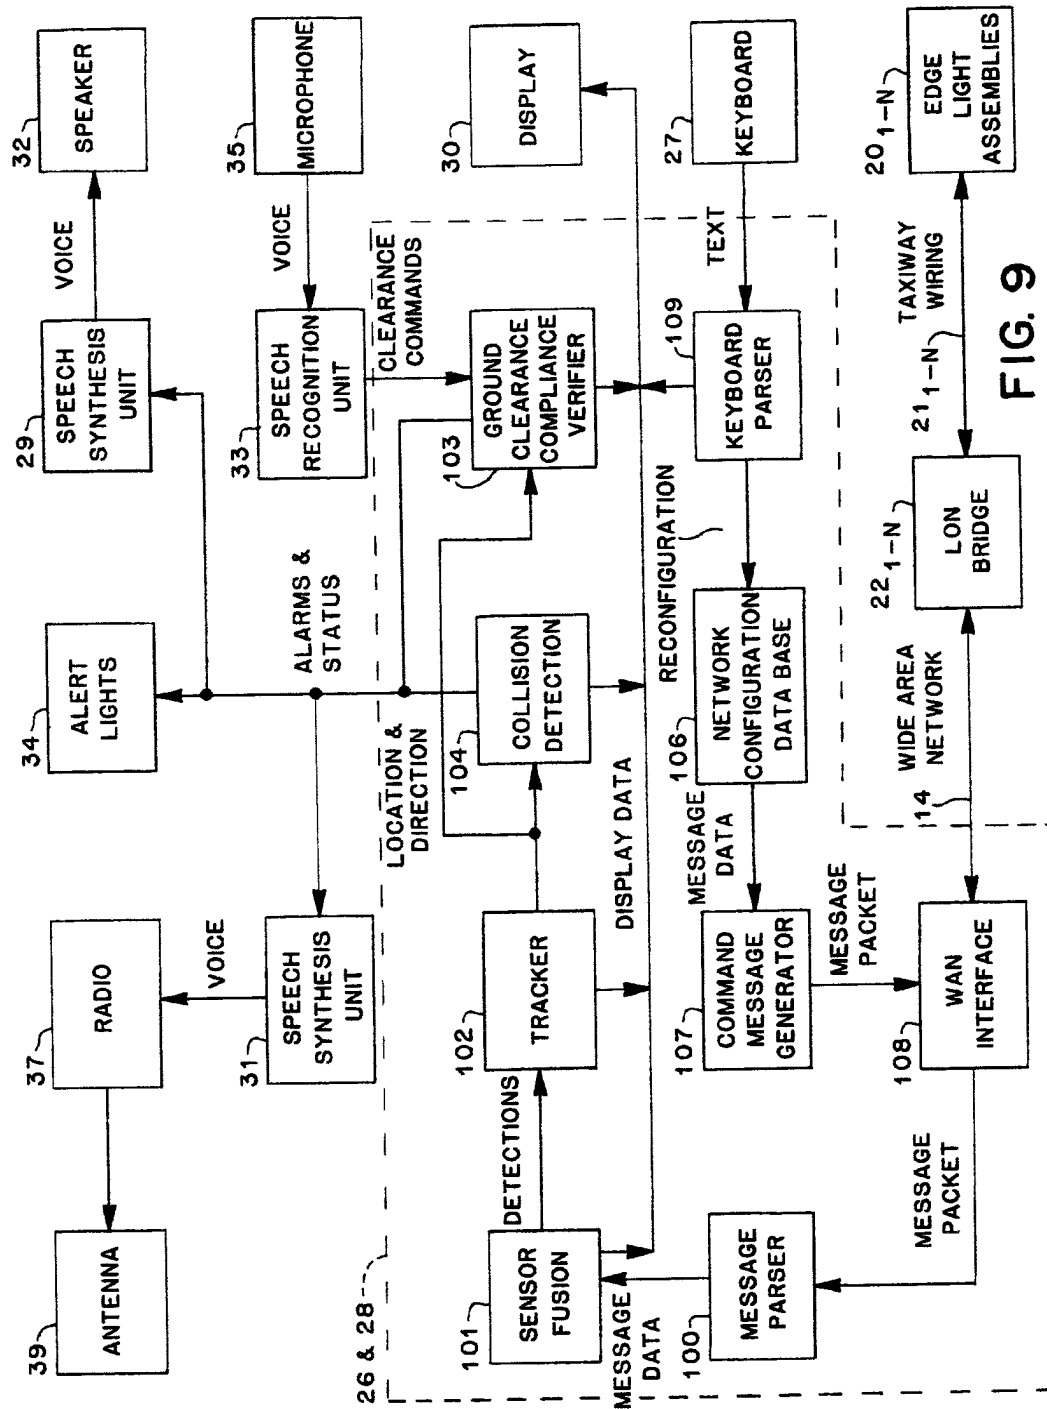 39
ANTENNA
37
RADIO
34
ALERT
LIGHTS
29
SPEECH
SYNTHESIS
UNIT
VOICE
32
SPEAKER
VOICE
31
SPEECH
SYNTHESIS
UNIT
ALARMS &
STATUS
33
SPEECH
RECOGNITION
UNIT
VOICE
35
MICROPHONE
26 & 28
LOCATION &
DIRECTION
CLEARANCE
COMMANDS
101
SENSOR
FUSION
DETECTIONS
102
TRACKER
104
COLLISION
DETECTION
103
GROUND
CLEARANCE
COMPLIANCE
VERIFIER
30
DISPLAY
MESSAGE
DATA
DISPLAY DATA
RECONFIGURATION
109
TEXT
27
KEYBOARD
100
MESSAGE
PARSER
107
COMMAND
MESSAGE
GENERATOR
MESSAGE
DATA
106
NETWORK
CONFIGURATION
DATA BASE
KEYBOARD
PARSER
MESSAGE
PACKET
MESSAGE
PACKET
108
WAN
INTERFACE
14
WIDE AREA
NETWORK
22 1-N
LON
BRIDGE
21 1-N
TAXIWAY
WIRING
20 1-N
EDGE
LIGHT
ASSEMBLIES
FIG. 9